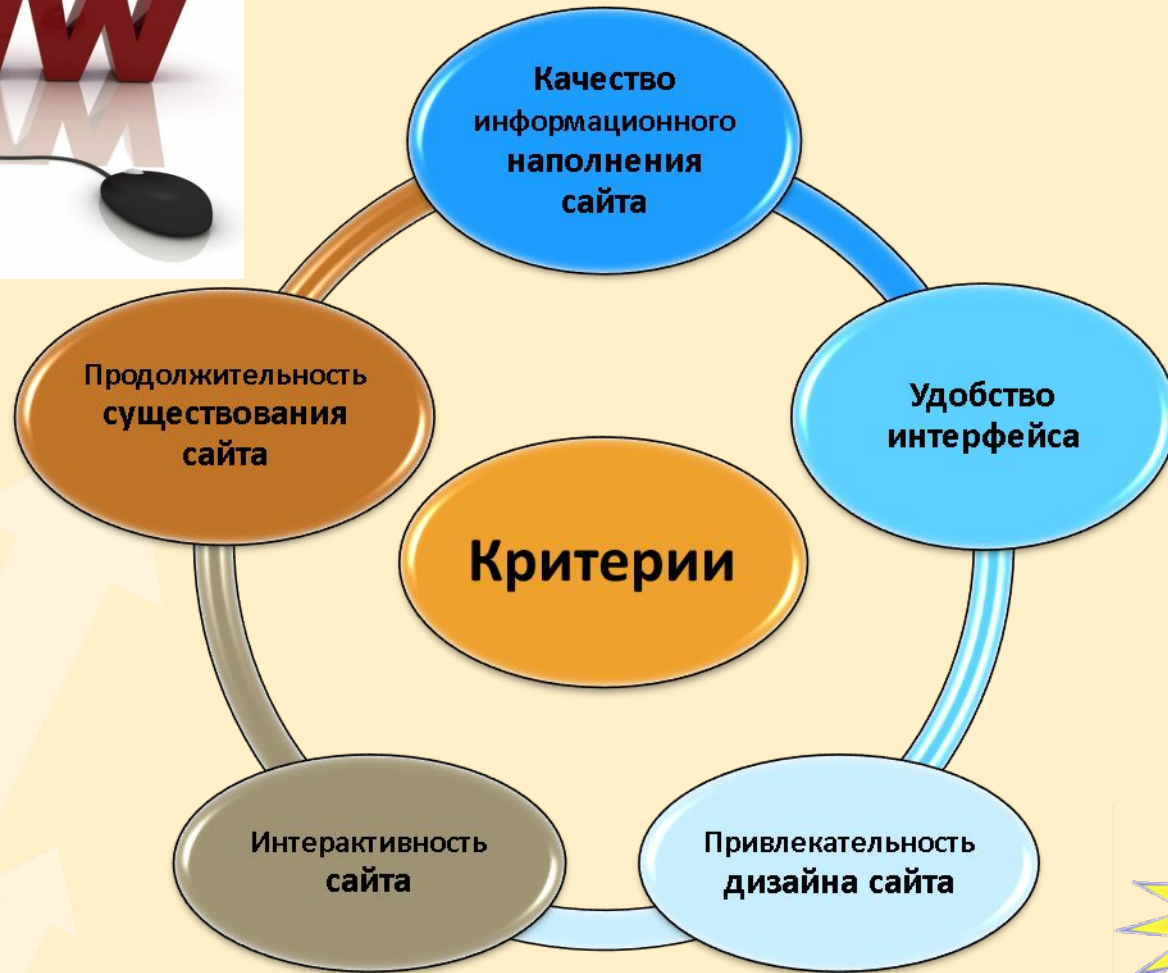 Качество
информационного
наполнения
сайта
Удобство
интерфейса
Привлекательность
дизайна сайта
Интерактивность
сайта
Продолжительность
существования
сайта
Критерии